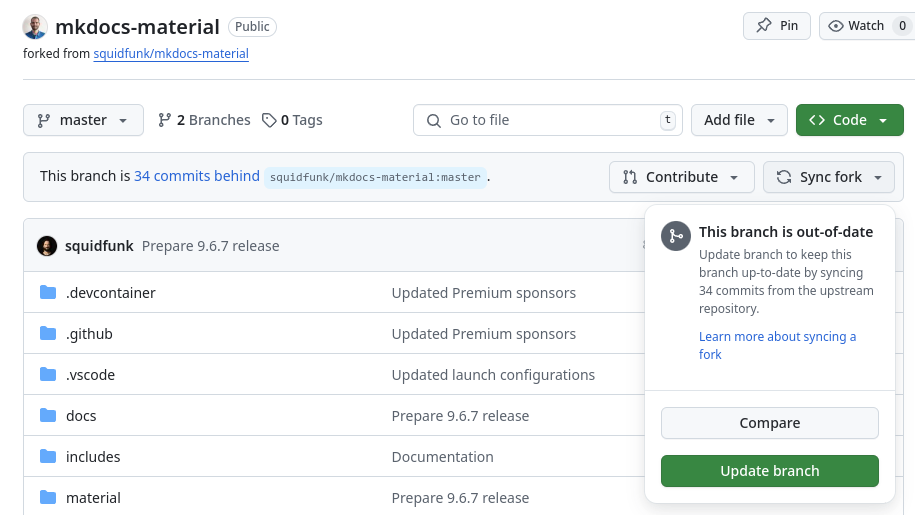 mkdocs-material Public Pin Watch 0
forked from squidfunk/mkdocs-material
master 2 Branches 0 Tags Go to file t Add file Code
This branch is 34 commits behind squidfunk/mkdocs-material:master . Contribute Sync fork
squidfunk Prepare 9.6.7 release
.devcontainer Updated Premium sponsors
.github Updated Premium sponsors
.vscode Updated launch configurations
docs Prepare 9.6.7 release
includes Documentation
material Prepare 9.6.7 release
This branch is out-of-date
Update branch to keep this
branch up-to-date by syncing
34 commits from the upstream
repository.
Learn more about syncing a
fork
Compare
Update branch